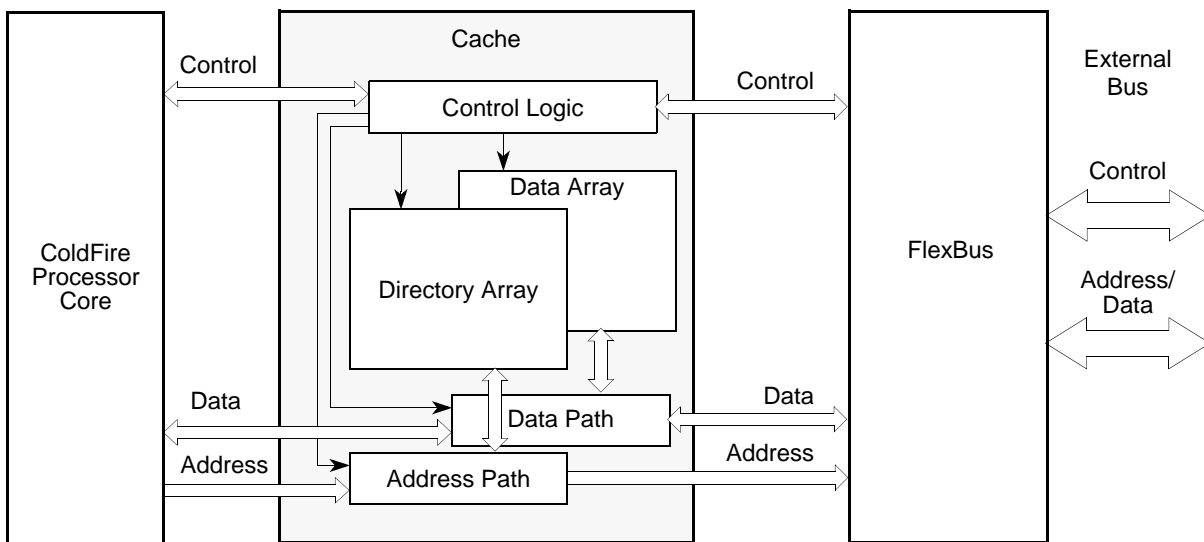 Cache
Control
Control
External
Bus
Control Logic
Control
Data Array
ColdFire
Processor
Core
FlexBus
Directory Array
Address/
Data
Data
Data
Data Path
Address
Address
Address Path